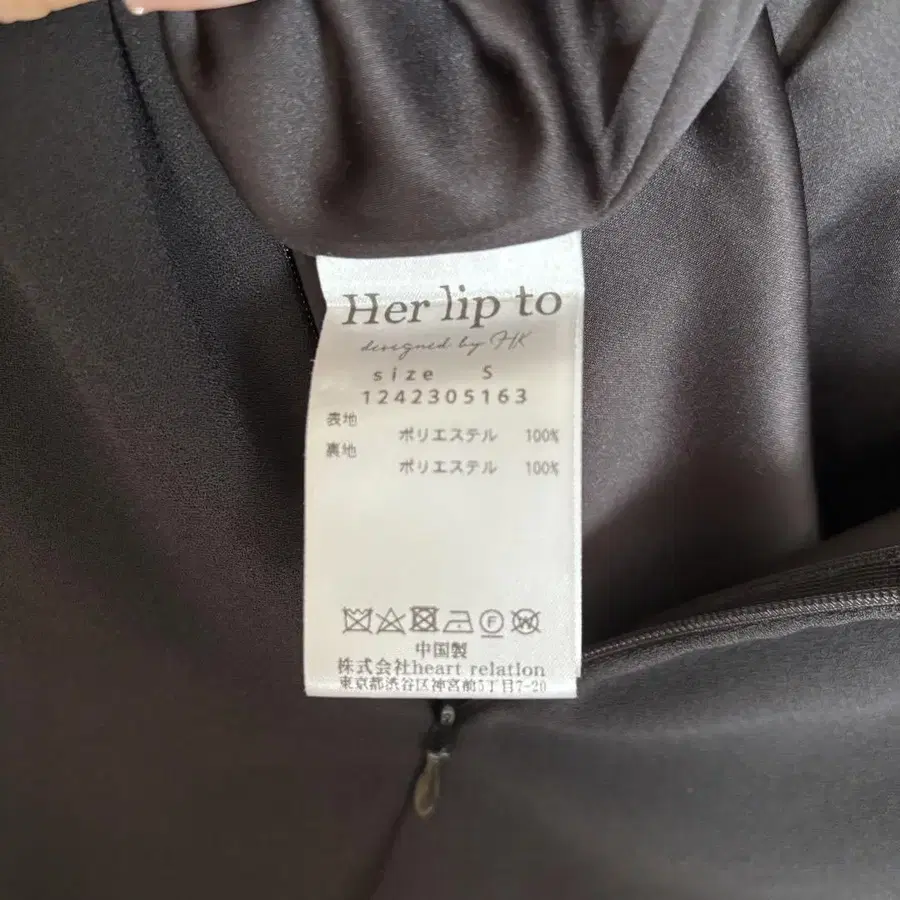 Her lip to
designed by HK
size S
1242305163
表地
ポリエステル 100%
裏地
ポリエステル 100%
F W
中国製
株式会社heart relation
東京都渋谷区神宮前5丁目7-20